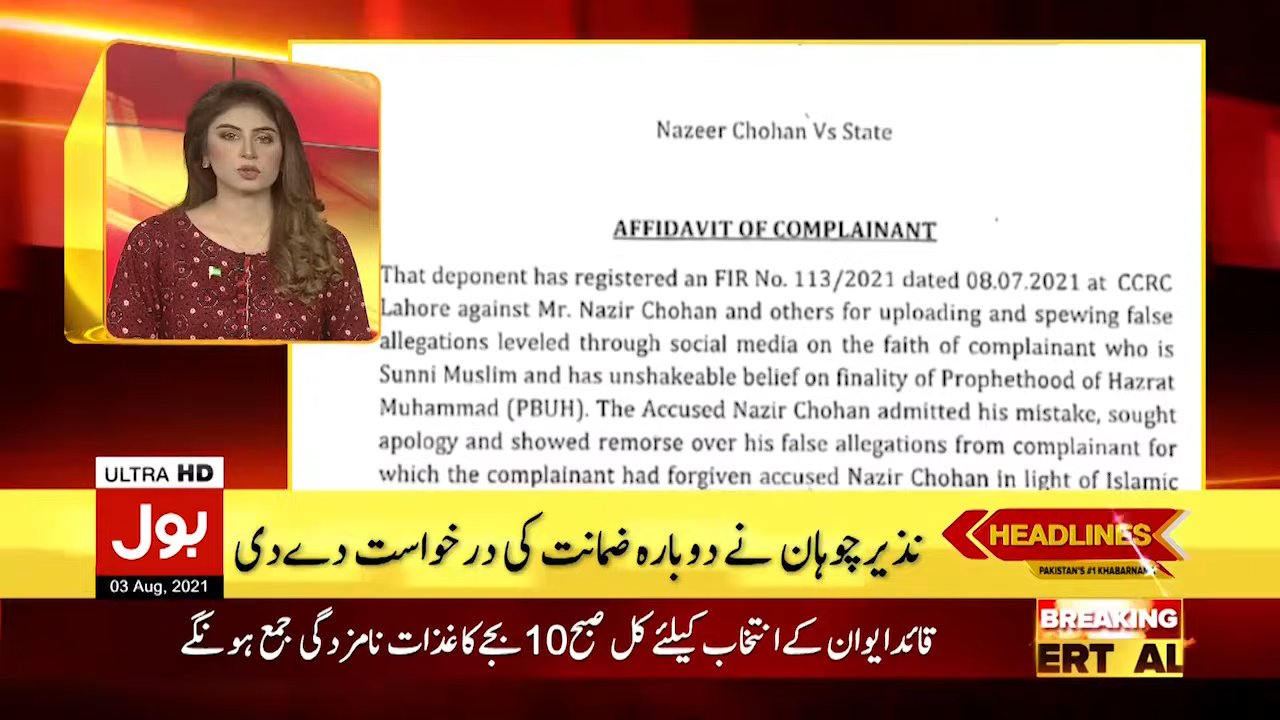 Nazeer Chohan Vs State
AFFIDAVIT OF COMPLAINANT
That deponent has registered an FIR No. 113/2021 dated 08.07.2021 at CCRC
Lahore against Mr. Nazir Chohan and others for uploading and spewing false
allegations leveled through social media on the faith of complainant who is
Sunni Muslim and has unshakeable belief on finality of Prophethood of Hazrat
Muhammad (PBUH). The Accused Nazir Chohan admitted his mistake, sought
apology and showed remorse over his false allegations from complainant for
which the complainant had forgiven accused Nazir Chohan in light of Islamic
ULTRA HD
بول
03 Aug, 2021
نذیر چوہان نے دوبارہ ضمانت کی درخواست دے دی
HEADLINES
PAKISTAN'S #1 KHABARNAMA
قائد ایوان کے انتخاب کیلئے کل صبح 10 بجے کاغذات نامزدگی جمع ہونگے
BREAKING
ERT AL